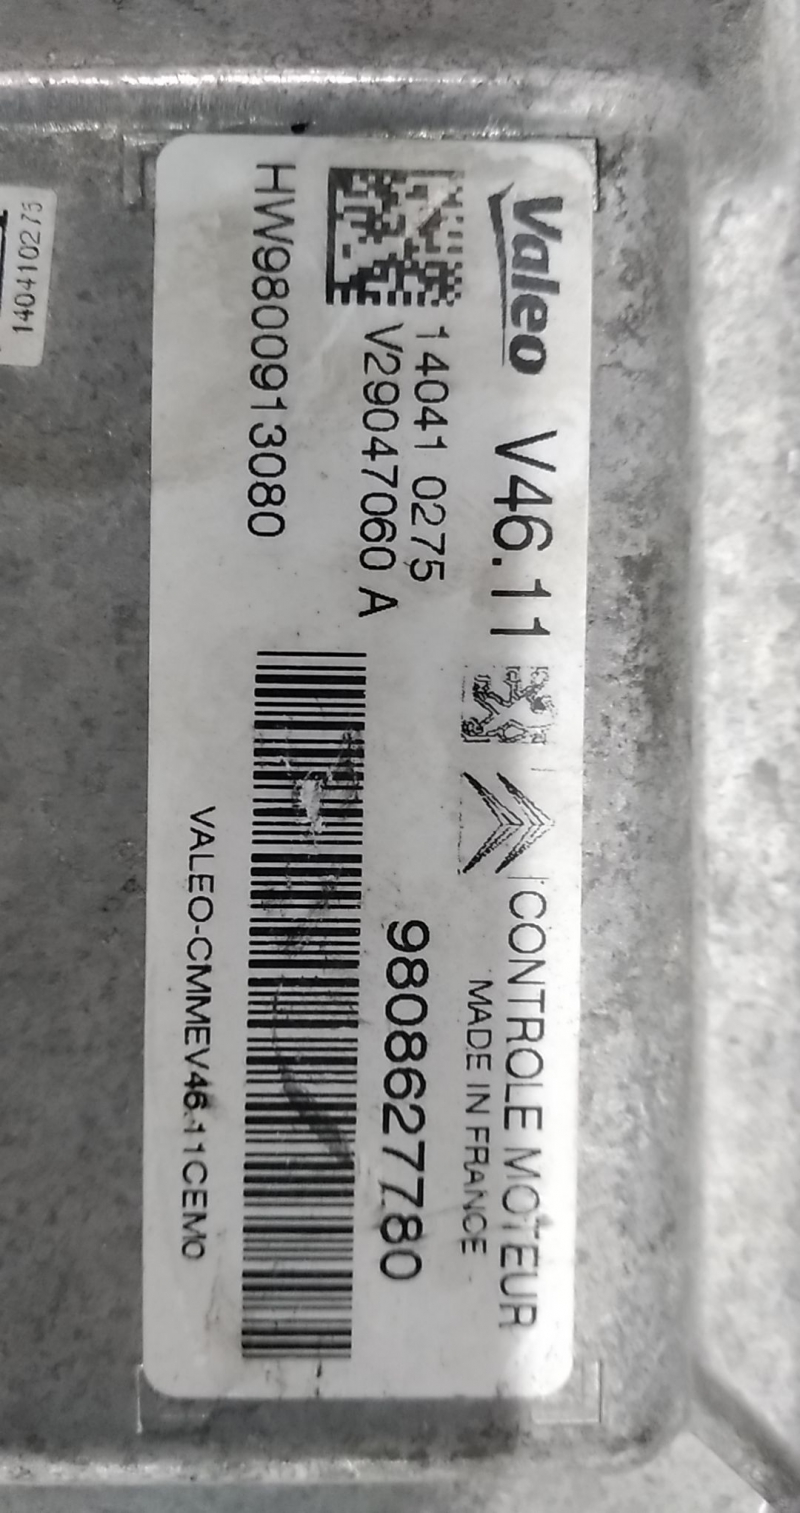 Valeo V46.11 CONTROLE MOTEUR
MADE IN FRANCE
14041 0275
V29047060 A
9808627780
HW9800913080
VALEO-CMMEV46.11CEM0
140410275